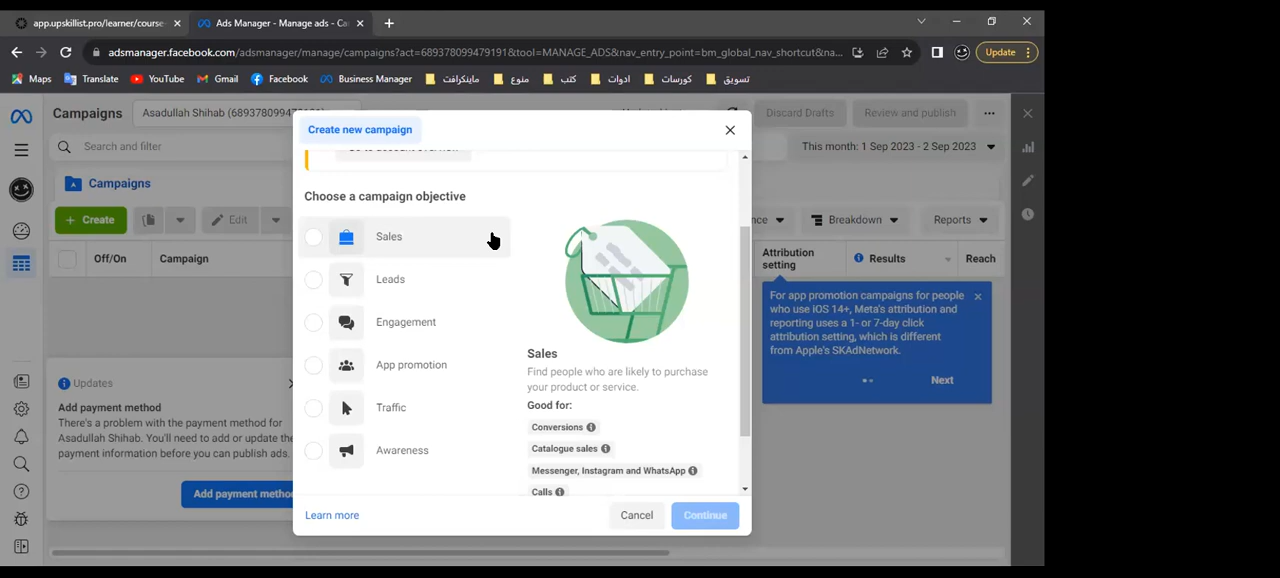 app.upskillist.pro/learner/course
Ads Manager - Manage ads - Ca
adsmanager.facebook.com/adsmanager/manage/campaigns?act=689378099479191&tool=MANAGE_ADS&nav_entry_point=bm_global_nav_shortcut&na...
Update
Maps
Translate
YouTube
Gmail
Facebook
Business Manager
ماينكرافت
منوع
كتب
ادوات
كورسات
تسويق
Campaigns
Asadullah Shihab (6893780994
Discard Drafts
Review and publish
Create new campaign
Search and filter
This month: 1 Sep 2023 - 2 Sep 2023
Campaigns
Choose a campaign objective
Create
Edit
Breakdown
Reports
Sales
Off/On
Campaign
Attribution
setting
Results
Reach
Leads
For app promotion campaigns for people
who use iOS 14+, Meta's attribution and
reporting uses a 1- or 7-day click
attribution setting, which is different
from Apple's SKAdNetwork.
Next
Engagement
App promotion
Traffic
Awareness
Sales
Find people who are likely to purchase
your product or service.
Good for:
Conversions
Catalogue sales
Messenger, Instagram and WhatsApp
Calls
Updates
Add payment method
There's a problem with the payment method for
Asadullah Shihab. You'll need to add or update the
payment information before you can publish ads.
Add payment metho
Learn more
Cancel
Continue